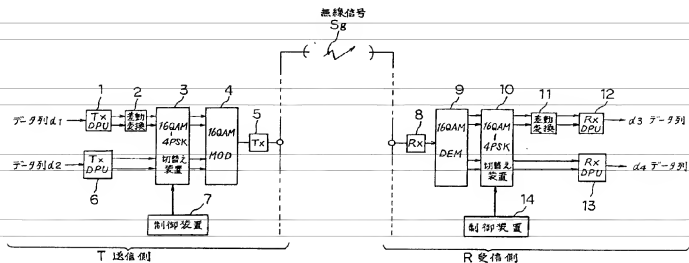 無線信号
Sg
1
2
3
4
5
データ列 d1
Tx
DPU
差動
変換
16QAM
4PSK
切替え
装置
16QAM
MOD
Tx
データ列 d2
Tx
DPU
6
7
制御装置
T 送信側
8
9
10
11
12
Rx
16QAM
DEM
16QAM
4PSK
切替え
装置
差動
変換
Rx
DPU
d3 データ列
Rx
DPU
d4 データ列
13
14
制御装置
R 受信側